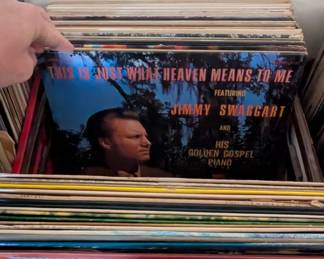 THIS IS JUST WHAT HEAVEN MEANS TO ME
FEATURING
JIMMY SWAGGART
AND
HIS
GOLDEN GOSPEL
PIANO